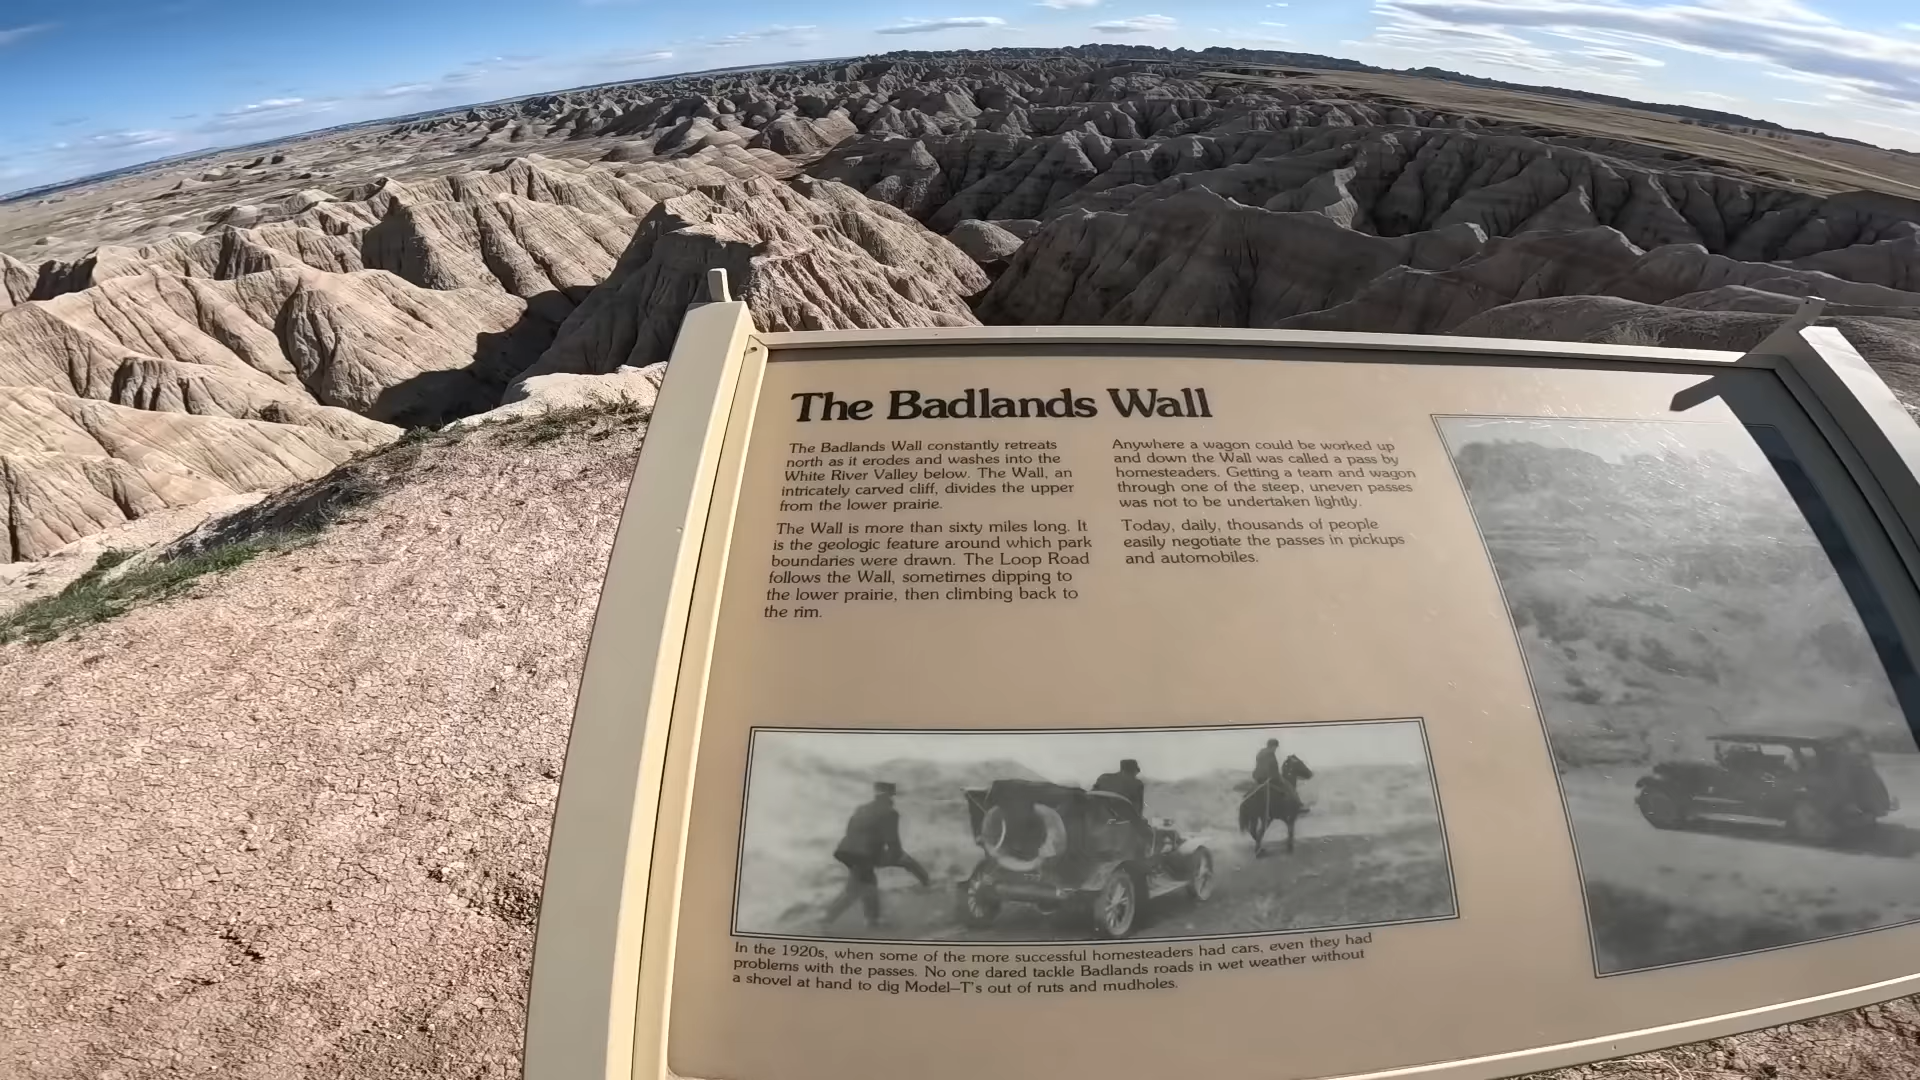 The Badlands Wall
The Badlands Wall constantly retreats
north as it erodes and washes into the
White River Valley below. The Wall, an
intricately carved cliff, divides the upper
from the lower prairie.
The Wall is more than sixty miles long. It
is the geologic feature around which park
boundaries were drawn. The Loop Road
follows the Wall, sometimes dipping to
the lower prairie, then climbing back to
the rim.
Anywhere a wagon could be worked up
and down the Wall was called a pass by
homesteaders. Getting a team and wagon
through one of the steep, uneven passes
was not to be undertaken lightly.
Today, daily, thousands of people
easily negotiate the passes in pickups
and automobiles.
In the 1920s, when some of the more successful homesteaders had cars, even they had
problems with the passes. No one dared tackle Badlands roads in wet weather without
a shovel at hand to dig Model–T's out of ruts and mudholes.